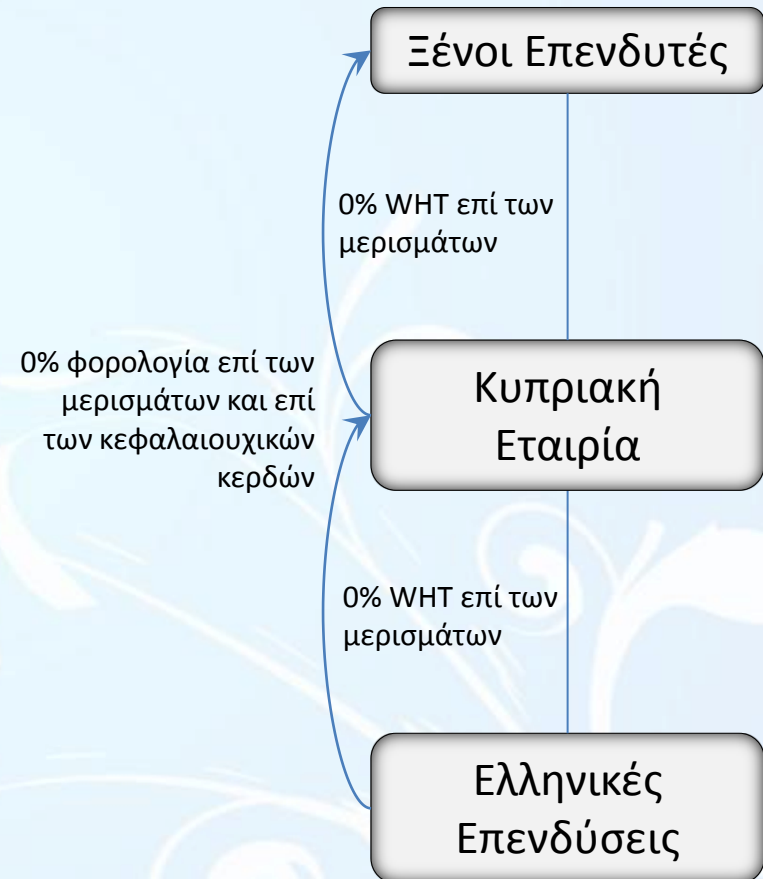 Ξένοι Επενδυτές
0% WHT επί των
μερισμάτων
0% φορολογία επί των
μερισμάτων και επί
των κεφαλαιουχικών
κερδών
Κυπριακή
Εταιρία
0% WHT επί των
μερισμάτων
Ελληνικές
Επενδύσεις